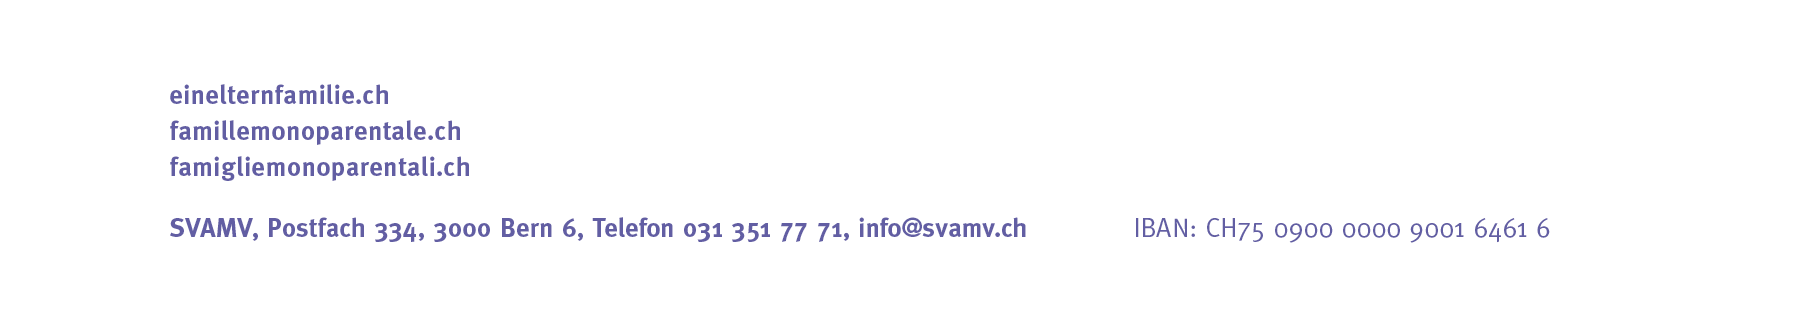 einelternfamilie.ch
famillemonoparentale.ch
famigliemonoparentali.ch
SVAMV, Postfach 334, 3000 Bern 6, Telefon 031 351 77 71, info@svamv.ch IBAN: CH75 0900 0000 9001 6461 6